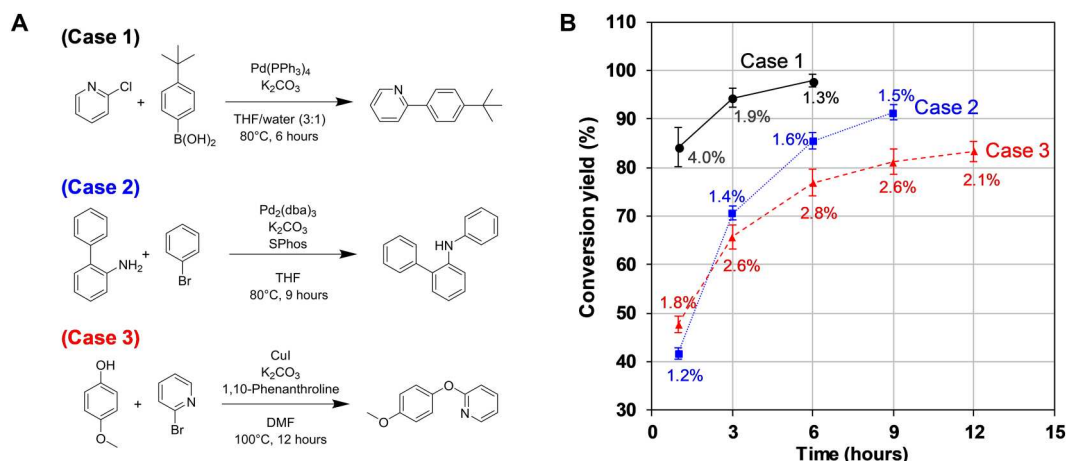 A
(Case 1)
N
Cl
+
B(OH)₂
Pd(PPh₃)₄
K₂CO₃
THF/water (3:1)
80°C, 6 hours
N
(Case 2)
NH₂
+
Br
Pd₂(dba)₃
K₂CO₃
SPhos
THF
80°C, 9 hours
HN
(Case 3)
OH
O
+
N
Br
CuI
K₂CO₃
1,10-Phenanthroline
DMF
100°C, 12 hours
O
O
N
B
Conversion yield (%)
100
90
80
70
60
50
40
30
0
3
6
9
12
15
Time (hours)
Case 1
4.0%
1.9%
1.3%
Case 2
1.2%
1.4%
1.6%
1.5%
Case 3
1.8%
2.6%
2.8%
2.6%
2.1%
110